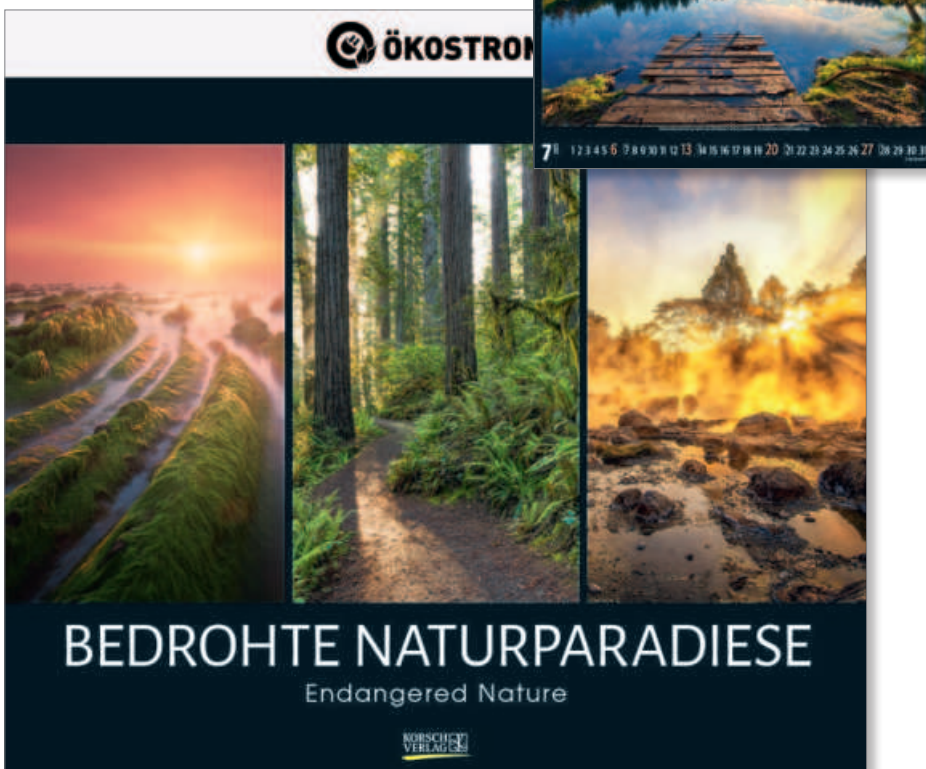 ÖKOSTROM
7 1 2 3 4 5 6 7 8 9 10 11 12 13 14 15 16 17 18 19 20 21 22 23 24 25 26 27 28 29 30 31
BEDROHTE NATURPARADIESE
Endangered Nature
KORSCH
VERLAG